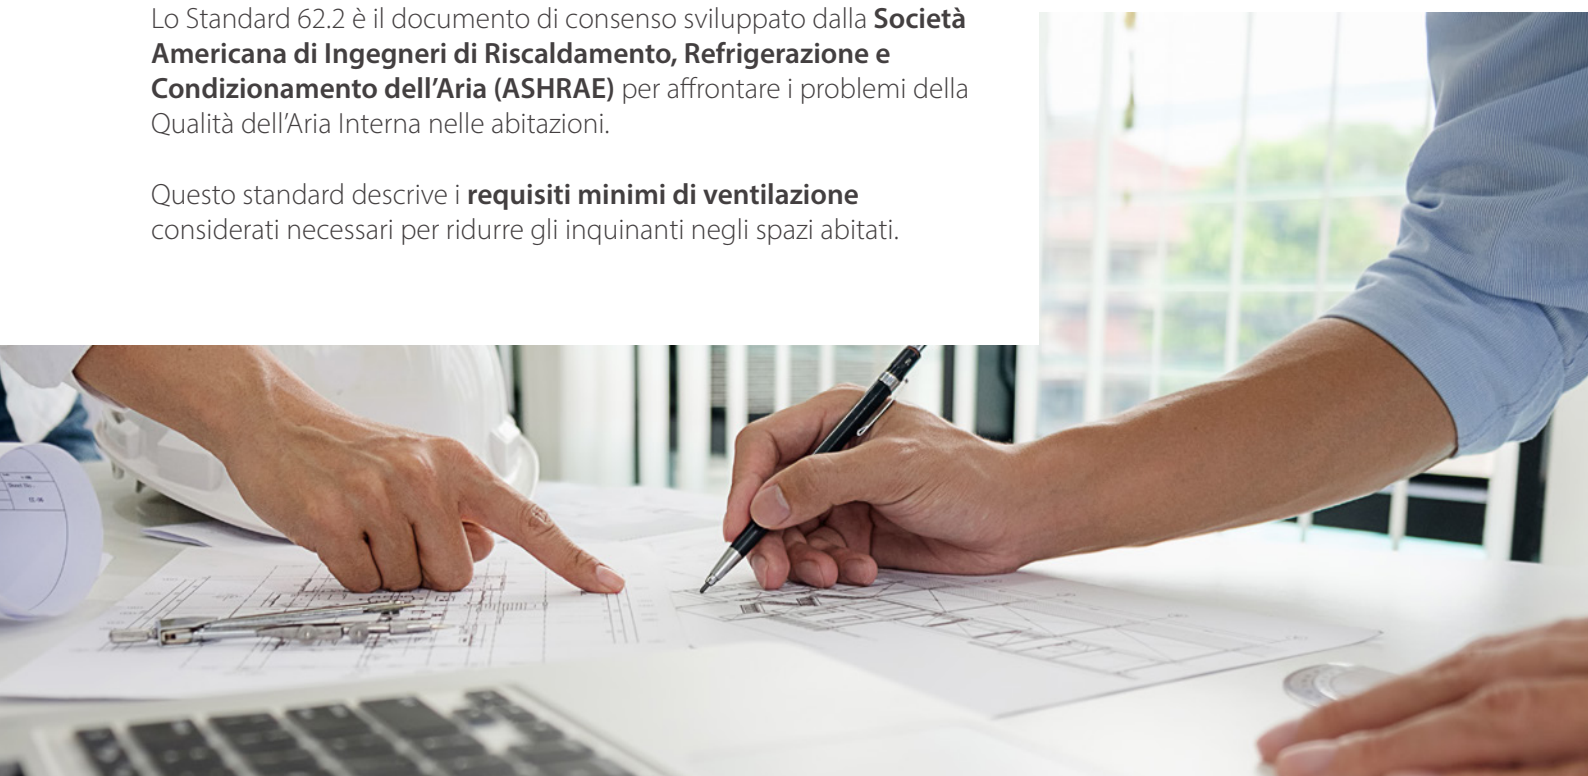 Lo Standard 62.2 è il documento di consenso sviluppato dalla Società
Americana di Ingegneri di Riscaldamento, Refrigerazione e
Condizionamento dell’Aria (ASHRAE) per affrontare i problemi della
Qualità dell’Aria Interna nelle abitazioni.
Questo standard descrive i requisiti minimi di ventilazione
considerati necessari per ridurre gli inquinanti negli spazi abitati.